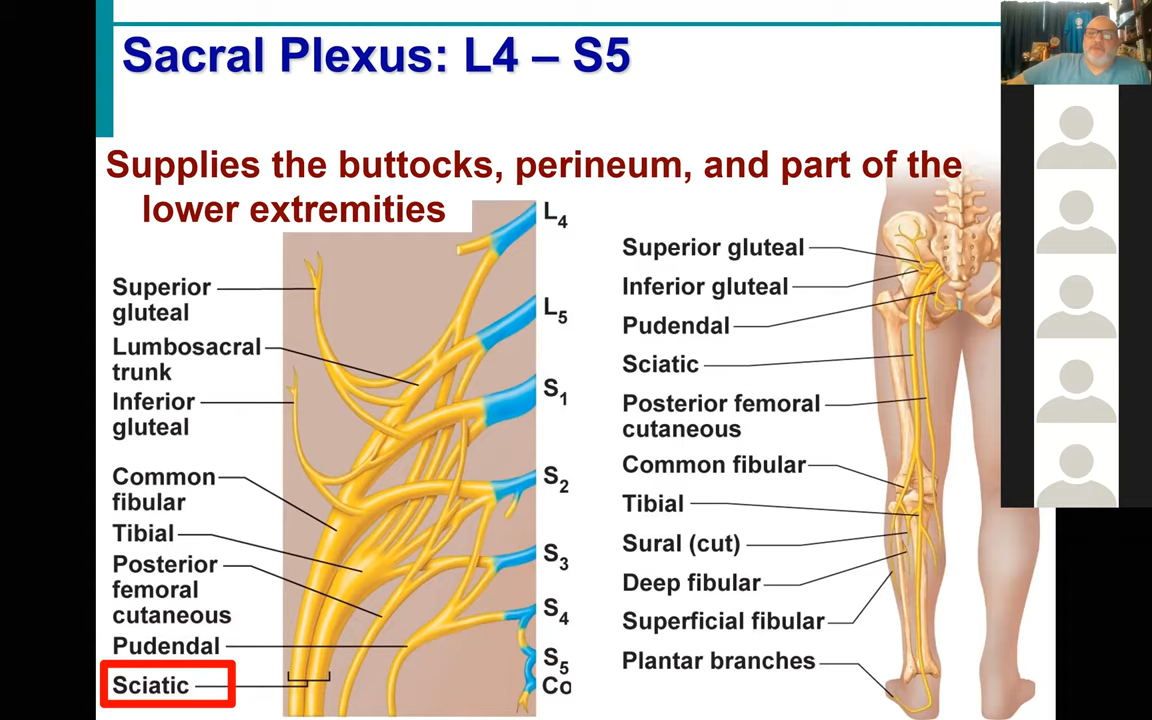 Sacral Plexus: L4 – S5
Supplies the buttocks, perineum, and part of the
lower extremities
Superior
gluteal
Lumbosacral
trunk
Inferior
gluteal
Common
fibular
Tibial
Posterior
femoral
cutaneous
Pudendal
Sciatic
L4
L5
S1
S2
S3
S4
S5
Co
Superior gluteal
Inferior gluteal
Pudendal
Sciatic
Posterior femoral
cutaneous
Common fibular
Tibial
Sural (cut)
Deep fibular
Superficial fibular
Plantar branches